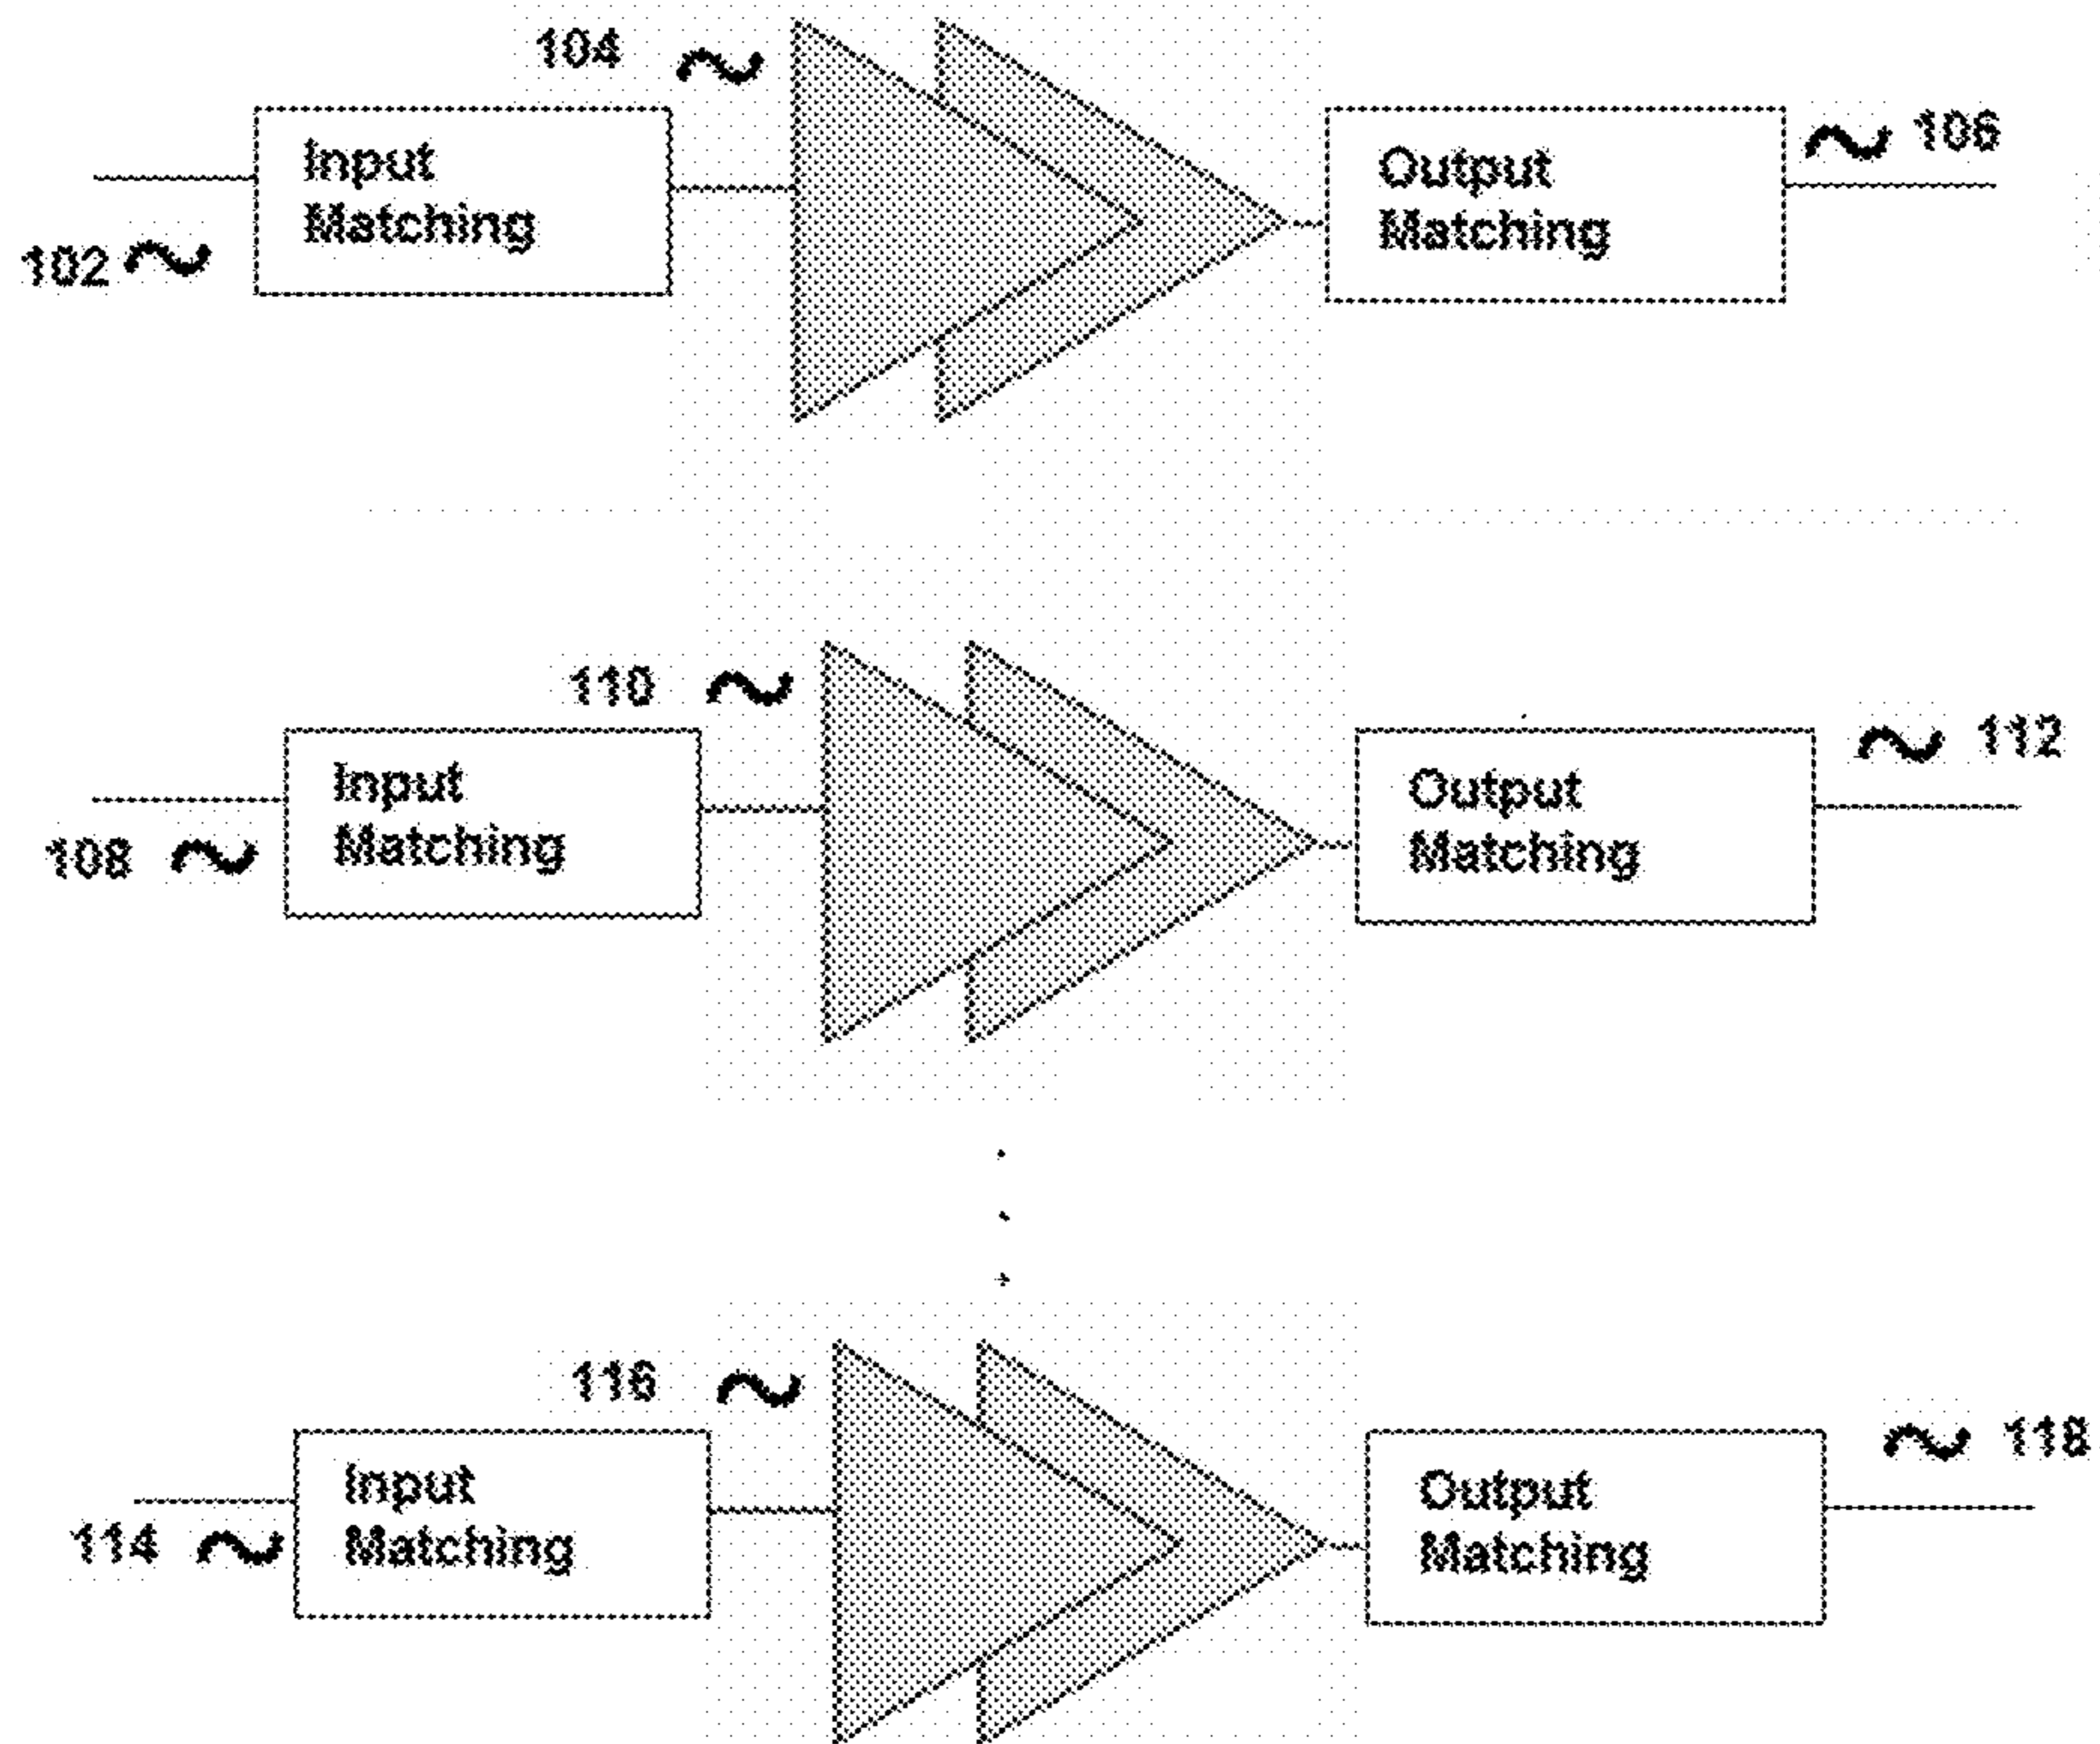 104
Input
Matching
Output
Matching
106
102
110
Input
Matching
Output
Matching
112
108
116
Input
Matching
Output
Matching
118
114